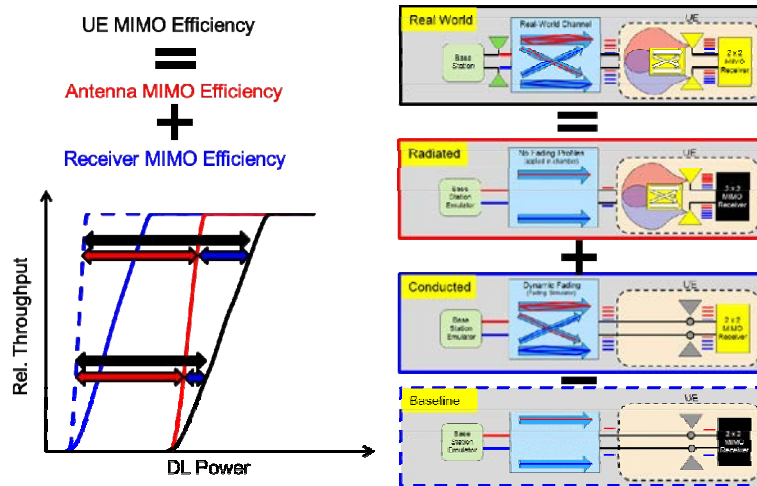 UE MIMO Efficiency
=
Antenna MIMO Efficiency
+
Receiver MIMO Efficiency
Rel. Throughput
DL Power
Real World
Real-World Channel
UE
Base
Station
2 x 2
MIMO
Receiver
=
Radiated
No Fading Profiles
(applied in chamber)
UE
Base
Station
Emulator
2 x 2
MIMO
Receiver
+
Conducted
Dynamic Fading
(Fading Simulator)
UE
Base
Station
Emulator
2 x 2
MIMO
Receiver
Baseline
UE
Base
Station
Emulator
2 x 2
MIMO
Receiver